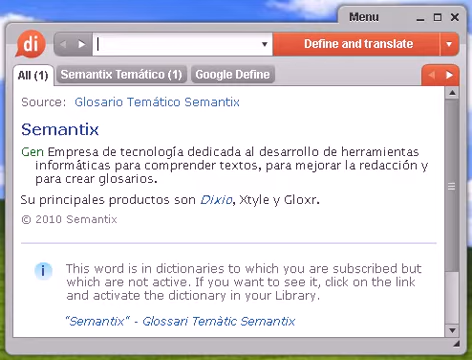 Menu
di
Define and translate
All (1)
Semantix Temático (1)
Google Define
Source: Glosario Temático Semantix
Semantix
Gen Empresa de tecnología dedicada al desarrollo de herramientas
informáticas para comprender textos, para mejorar la redacción y
para crear glosarios.
Su principales productos son Dixio, Xtyle y Gloxr.
© 2010 Semantix
i
This word is in dictionaries to which you are subscribed but
which are not active. If you want to see it, click on the link
and activate the dictionary in your Library.
"Semantix" - Glossari Temàtic Semantix